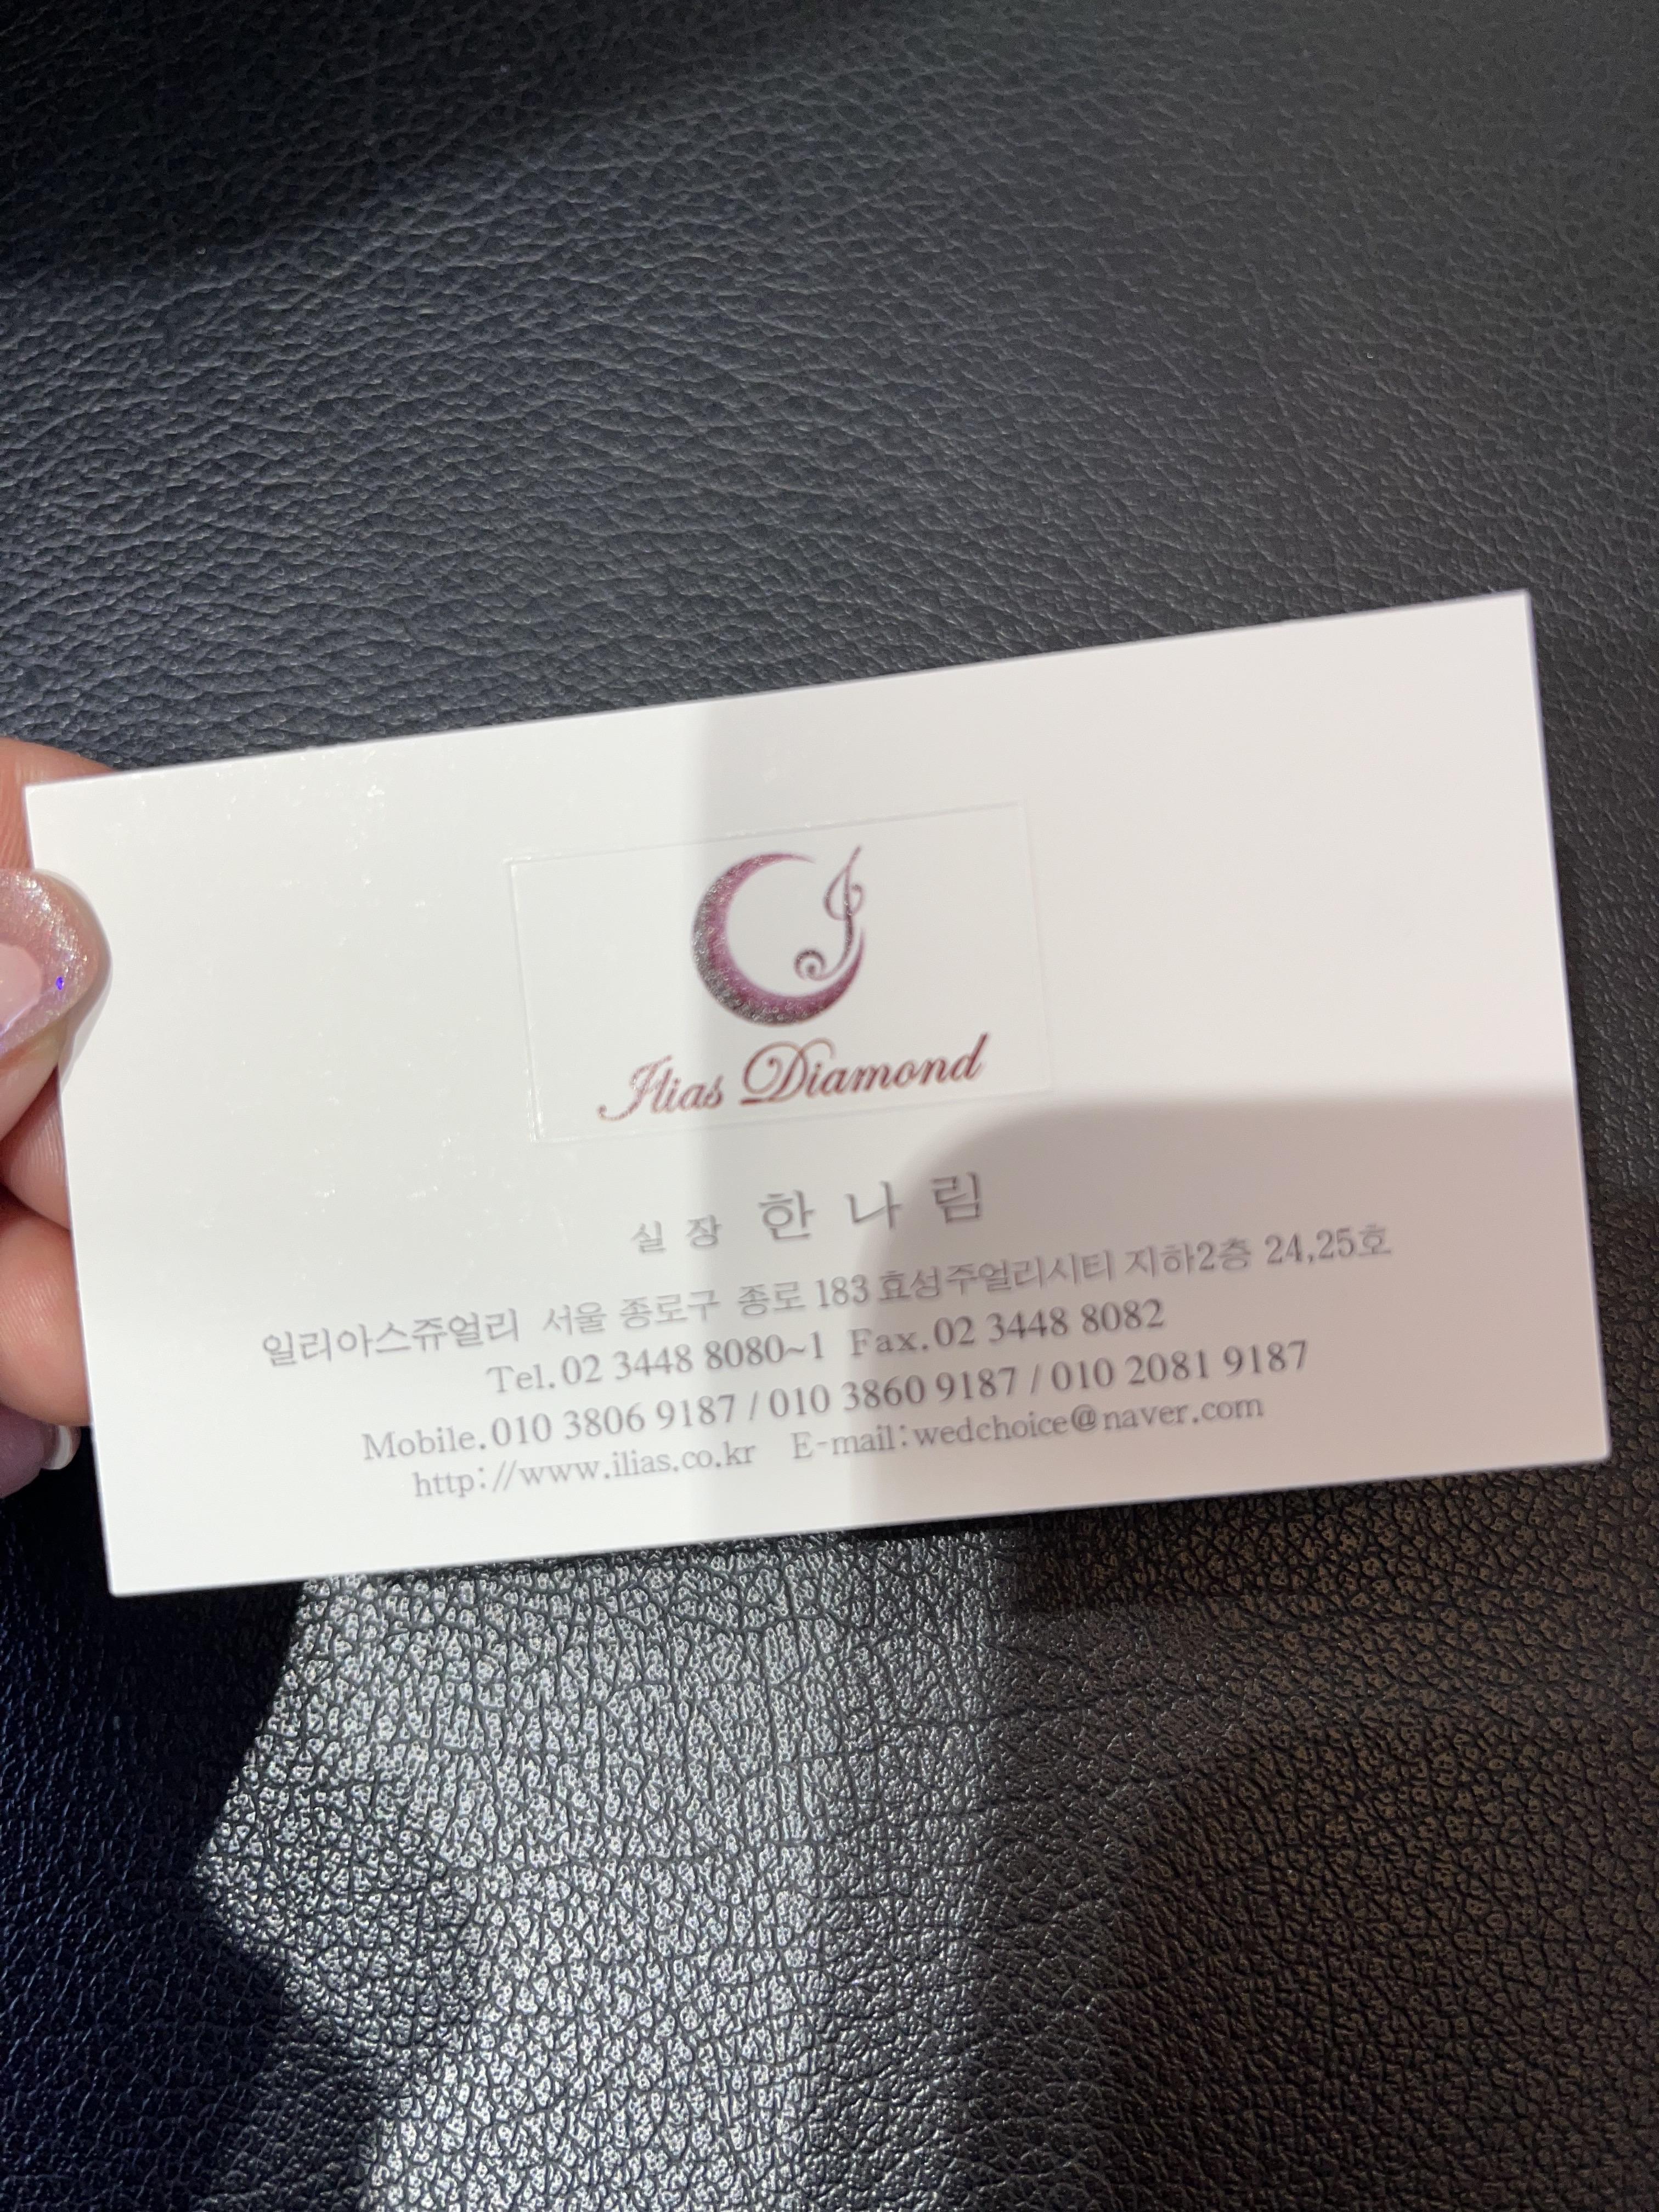 Ilias Diamond
실 장 한 나 림
일리아스쥬얼리 서울 종로구 종로 183 효성주얼리시티 지하2층 24,25호
Tel.02 3448 8080~1 Fax.02 3448 8082
Mobile.010 3806 9187 / 010 3860 9187 / 010 2081 9187
http://www.ilias.co.kr E-mail:wedchoice@naver.com